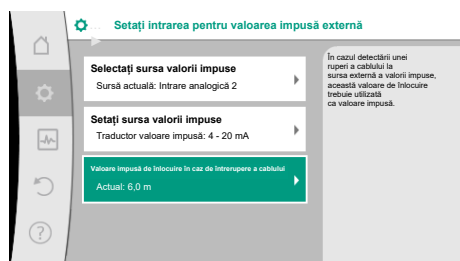 Setați intrarea pentru valoarea impusă externă
Selectați sursa valorii impuse
Sursă actuală: Intrare analogică 2
Setați sursa valorii impuse
Traductor valoare impusă: 4 - 20 mA
Valoare impusă de înlocuire în caz de întrerupere a cablului
Actual: 6,0 m
În cazul detectării unei
ruperi a cablului la
sursa externă a valorii impuse,
această valoare de înlocuire
trebuie utilizată
ca valoare impusă.